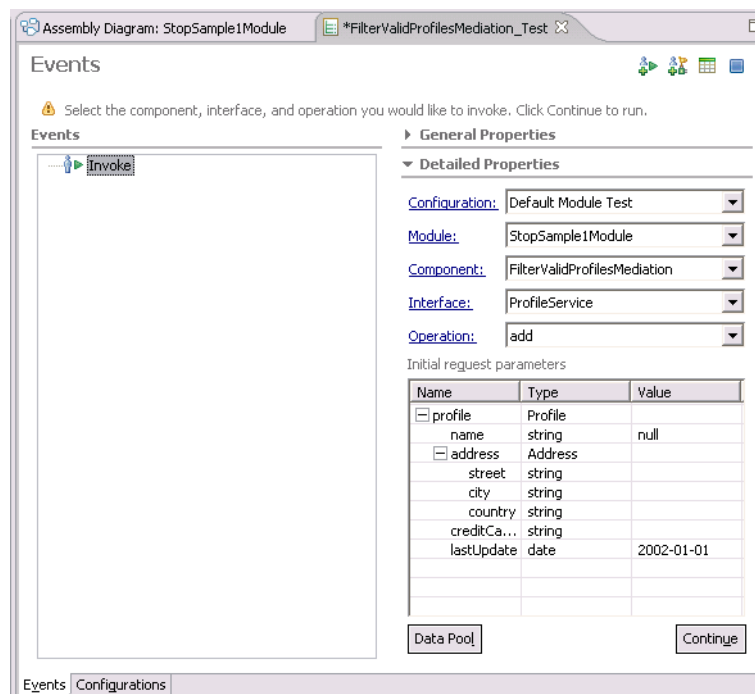 Assembly Diagram: StopSample1Module
*FilterValidProfilesMediation_Test
Events
Select the component, interface, and operation you would like to invoke. Click Continue to run.
Events
Invoke
General Properties
Detailed Properties
Configuration: Default Module Test
Module: StopSample1Module
Component: FilterValidProfilesMediation
Interface: ProfileService
Operation: add
Initial request parameters
Name Type Value
profile Profile
name string null
address Address
street string
city string
country string
creditCa... string
lastUpdate date 2002-01-01
Data Pool
Continue
Events Configurations